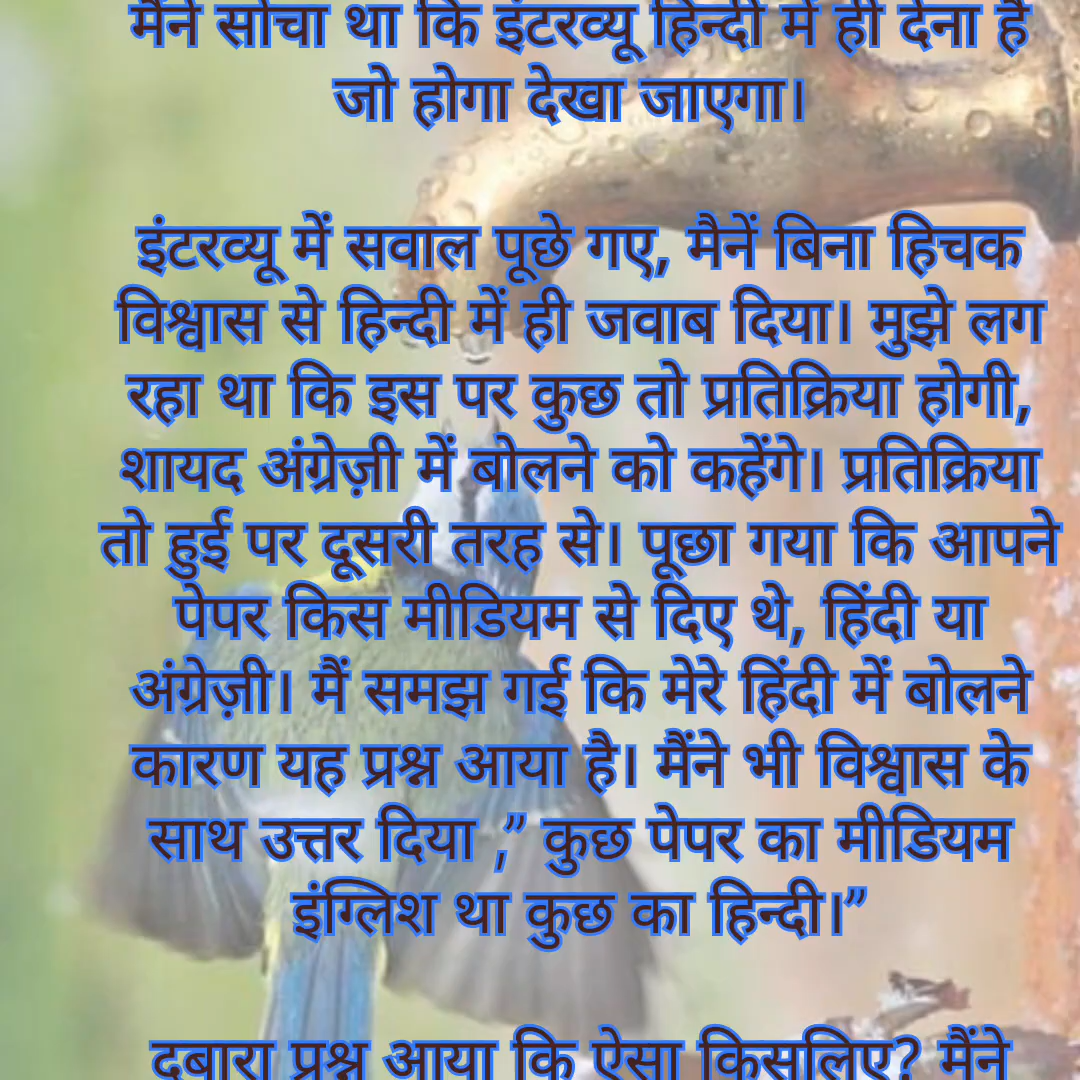 मैंने सोचा था कि इंटरव्यू हिन्दी में ही देना है
जो होगा देखा जाएगा।
इंटरव्यू में सवाल पूछे गए, मैनें बिना हिचक
विश्वास से हिन्दी में ही जवाब दिया। मुझे लग
रहा था कि इस पर कुछ तो प्रतिक्रिया होगी,
शायद अंग्रेज़ी में बोलने को कहेंगे। प्रतिक्रिया
तो हुई पर दूसरी तरह से। पूछा गया कि आपने
पेपर किस मीडियम से दिए थे, हिंदी या
अंग्रेज़ी। मैं समझ गई कि मेरे हिंदी में बोलने
कारण यह प्रश्न आया है। मैंने भी विश्वास के
साथ उत्तर दिया ,” कुछ पेपर का मीडियम
इंग्लिश था कुछ का हिन्दी।”
दुबारा प्रश्न आया कि ऐसा किसलिए? मैंने